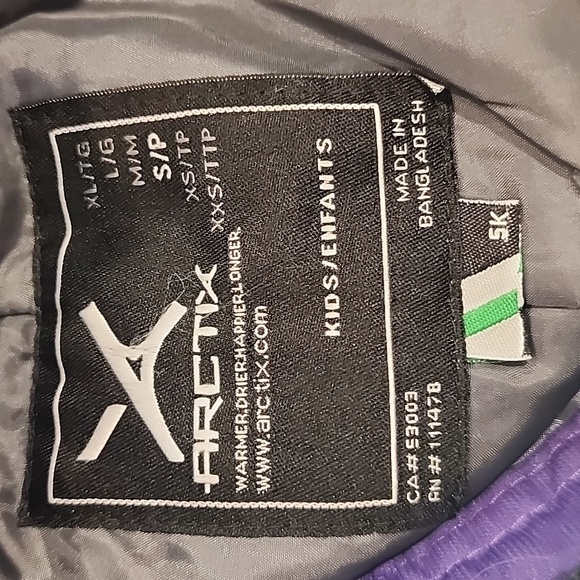 XL/TG
L/G
M/M
S/P
XS/TP
XXS/TTP
ARCTIX
WARMER.DRIER.HAPPIER.LONGER.
www.arctix.com
KIDS/ENFANTS
MADE IN
BANGLADESH
CA# 53003
RN # 111478
5K